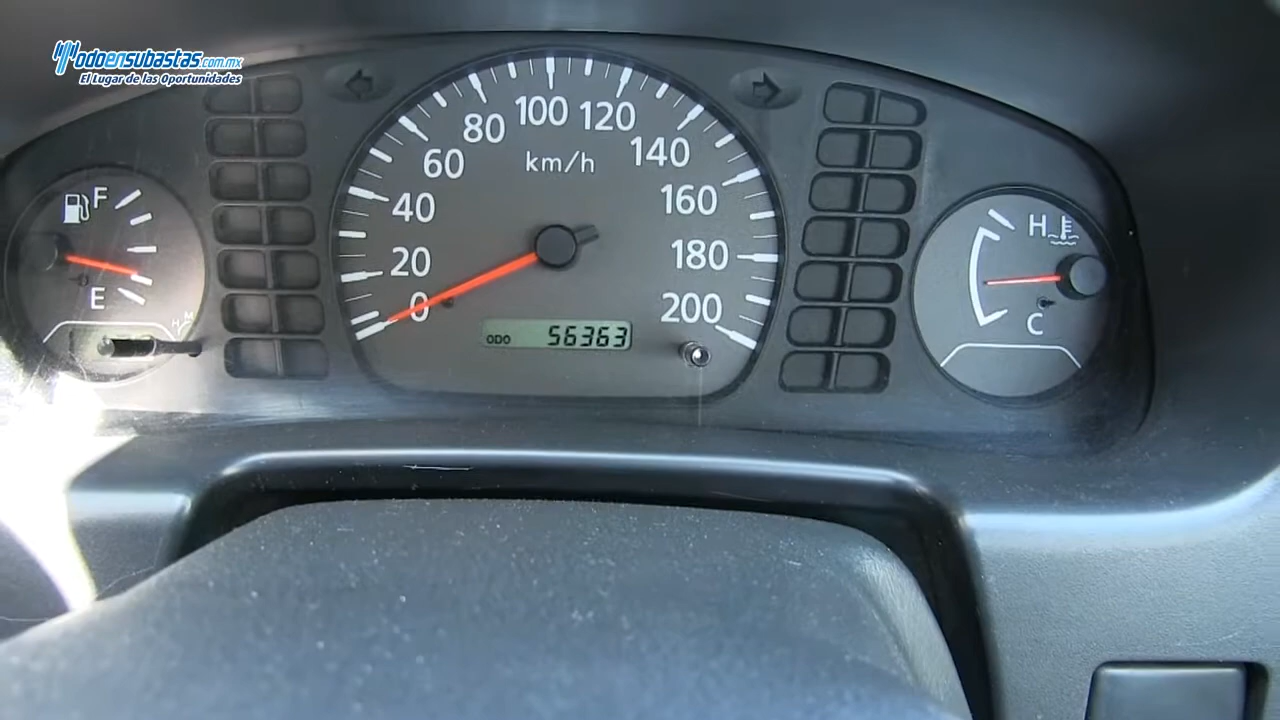 Todoensubastas.com.mx
El Lugar de las Oportunidades
F
E
H M
0
20
40
60
80
100
120
140
160
180
200
km/h
ODO 56363
H
C